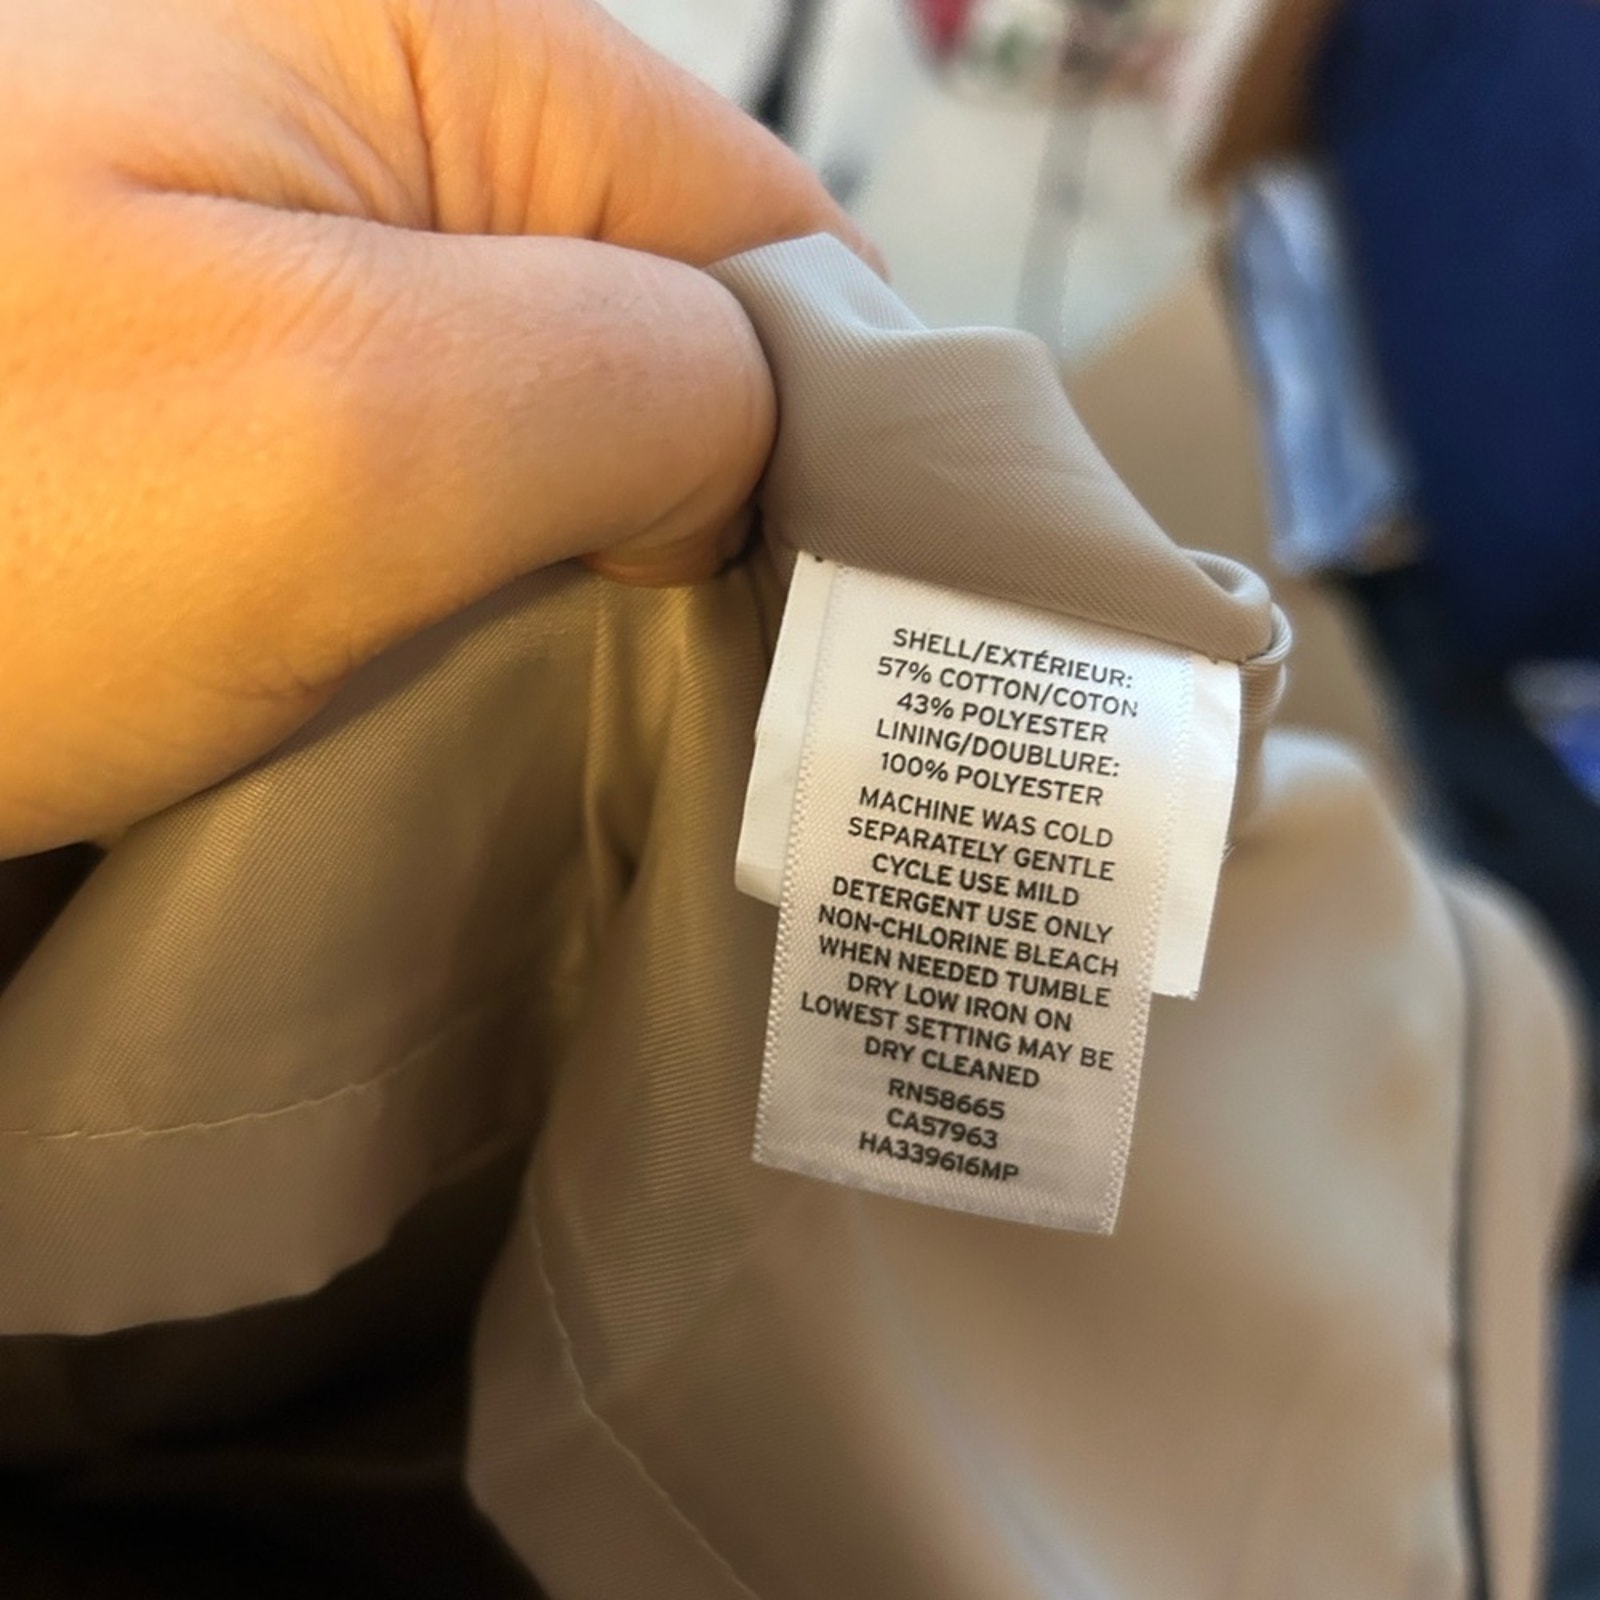 SHELL/EXTÉRIEUR:
57% COTTON/COTON
43% POLYESTER
LINING/DOUBLURE:
100% POLYESTER
MACHINE WAS COLD
SEPARATELY GENTLE
CYCLE USE MILD
DETERGENT USE ONLY
NON-CHLORINE BLEACH
WHEN NEEDED TUMBLE
DRY LOW IRON ON
LOWEST SETTING MAY BE
DRY CLEANED
RN58665
CA57963
HA339616MP